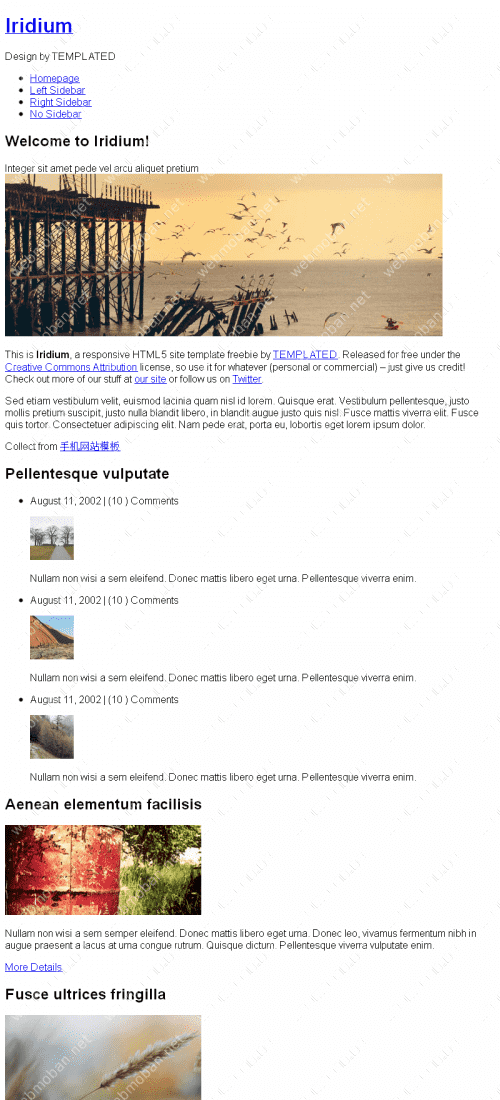 Iridium
Design by TEMPLATED
Homepage
Left Sidebar
Right Sidebar
No Sidebar
Welcome to Iridium!
Integer sit amet pede vel arcu aliquet pretium
webmoban.net
This is Iridium, a responsive HTML5 site template freebie by TEMPLATED. Released for free under the
Creative Commons Attribution license, so use it for whatever (personal or commercial) – just give us credit!
Check out more of our stuff at our site or follow us on Twitter.
Sed etiam vestibulum velit, euismod lacinia quam nisl id lorem. Quisque erat. Vestibulum pellentesque, justo
mollis pretium suscipit, justo nulla blandit libero, in blandit augue justo quis nisl. Fusce mattis viverra elit. Fusce
quis tortor. Consectetuer adipiscing elit. Nam pede erat, porta eu, lobortis eget lorem ipsum dolor.
Collect from 手机网站模板
Pellentesque vulputate
August 11, 2002 | (10 ) Comments
Nullam non wisi a sem eleifend. Donec mattis libero eget urna. Pellentesque viverra enim.
August 11, 2002 | (10 ) Comments
Nullam non wisi a sem eleifend. Donec mattis libero eget urna. Pellentesque viverra enim.
August 11, 2002 | (10 ) Comments
Nullam non wisi a sem eleifend. Donec mattis libero eget urna. Pellentesque viverra enim.
Aenean elementum facilisis
Nullam non wisi a sem semper eleifend. Donec mattis libero eget urna. Donec leo, vivamus fermentum nibh in
augue praesent a lacus at urna congue rutrum. Quisque dictum. Pellentesque viverra vulputate enim.
More Details
Fusce ultrices fringilla
webmoban.net